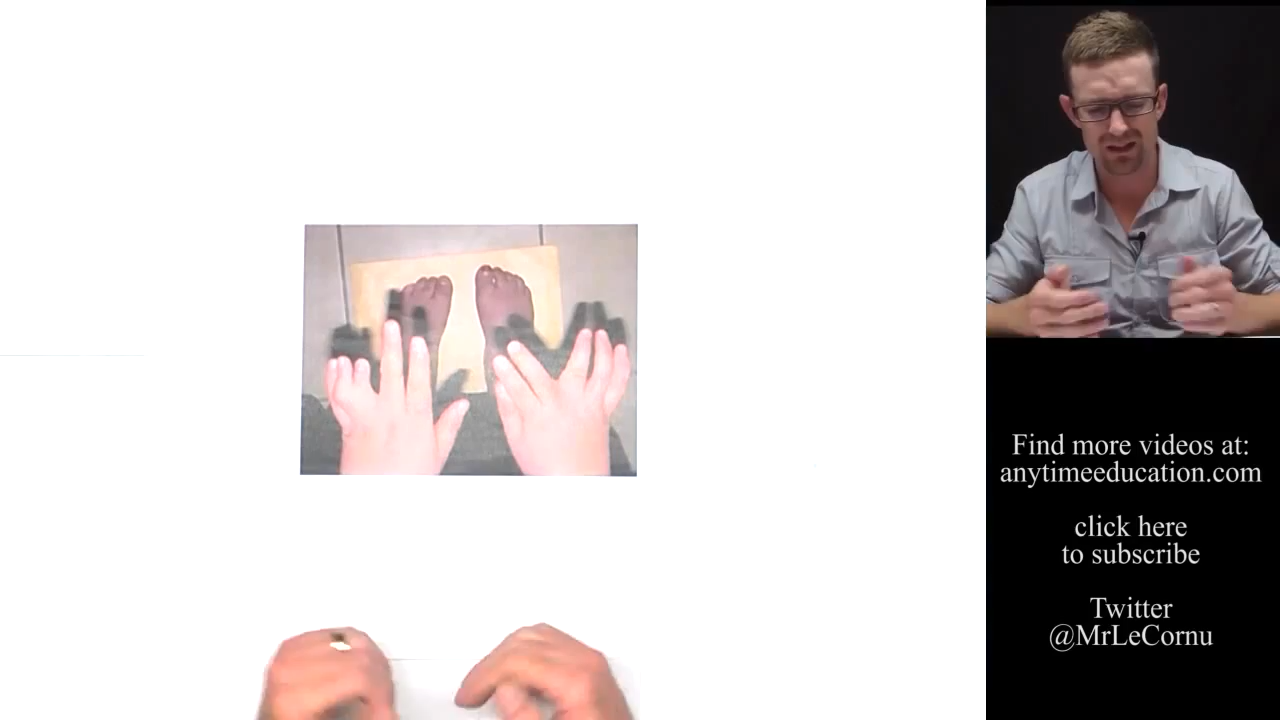 Find more videos at:
anytimeeducation.com
click here
to subscribe
Twitter
@MrLeCornu